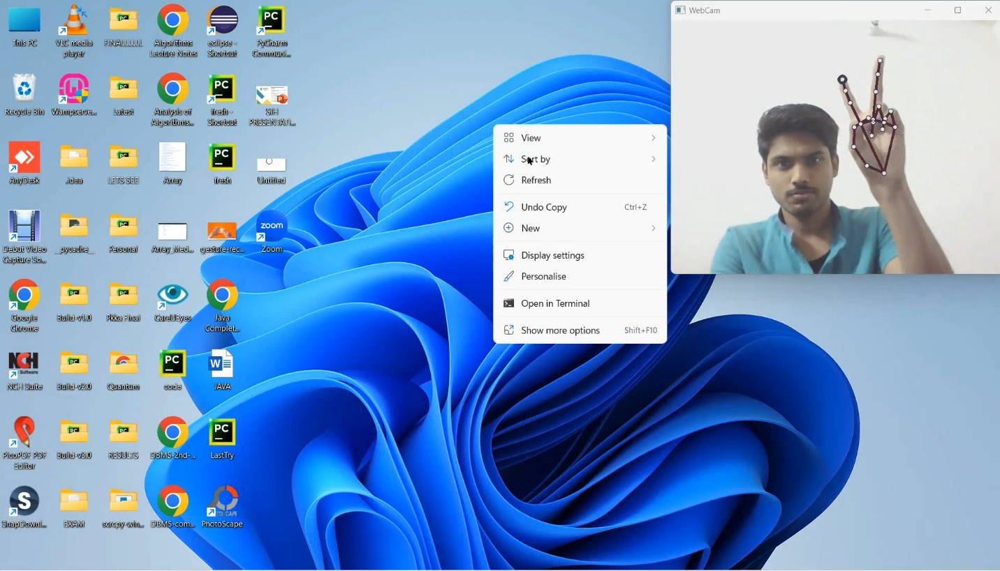 This PC
VLC media
player
FINALLLLLL
Algorithms
Lecture Notes
eclipse -
Shortcut
PyCharm
Communi...
Recycle Bin
Wampserve...
Latest
Analysis of
Algorithms...
fresh -
Shortcut
SIH
PRESENTATI...
AnyDesk
.idea
LETS SEE
Array
fresh
Untitled
Debut Video
Capture So...
__pycache__
Personal
Array_Med...
gesture-rec...
zoom
Zoom
Google
Chrome
Build-v1.0
Pkka Final
CareUEyes
Java
Complet...
NCH Suite
Build-v2.0
Quantum
code
JAVA
PicoPDF PDF
Editor
Build-v3.0
RESULTS
DBMS-2nd-...
LastTry
SnapDownl...
EXAM
scrcpy-win...
DBMS-com...
PhotoScape
View
Sort by
Refresh
Undo Copy Ctrl+Z
New
Display settings
Personalise
Open in Terminal
Show more options Shift+F10
WebCam